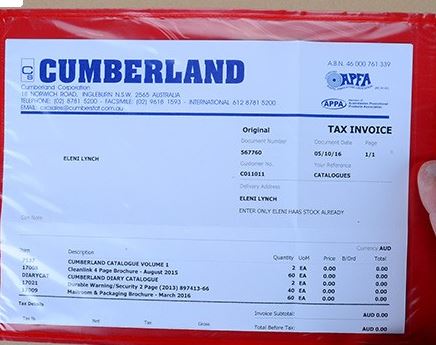 CB CUMBERLAND
A.B.N. 46 000 761 339
Cumberland Corporation
18 NORWICH ROAD, INGLEBURN N.S.W. 2565 AUSTRALIA
TELEPHONE: (02) 8781 5200 - FACSIMILE: (02) 9618 1593 - INTERNATIONAL 612 8781 5200
APFA
APPA
Original
TAX INVOICE
Document Number
Document Date
Page
567760
05/10/16
1/1
ELENI LYNCH
Customer No.
Your Reference
C011011
CATALOGUES
Delivery Address
ELENI LYNCH
ENTER ONLY ELENI HAAS STOCK ALREADY
Currency AUD
Item Description Quantity UoM Price B/Ord Total
7137 CUMBERLAND CATALOGUE VOLUME 1 2 EA 0.00 0.00
17008 Cleanlink 4 Page Brochure - August 2015 60 EA 0.00 0.00
DIARYCAT CUMBERLAND DIARY CATALOGUE 2 EA 0.00 0.00
17021 Durable Warning/Security 2 Page (2013) 897413-66 40 EA 0.00 0.00
17009 Mailroom & Packaging Brochure - March 2016 60 EA 0.00 0.00
Tax Details
Invoice Subtotal: AUD 0.00
Tax % Net Tax Gross
Total Before Tax: AUD 0.00